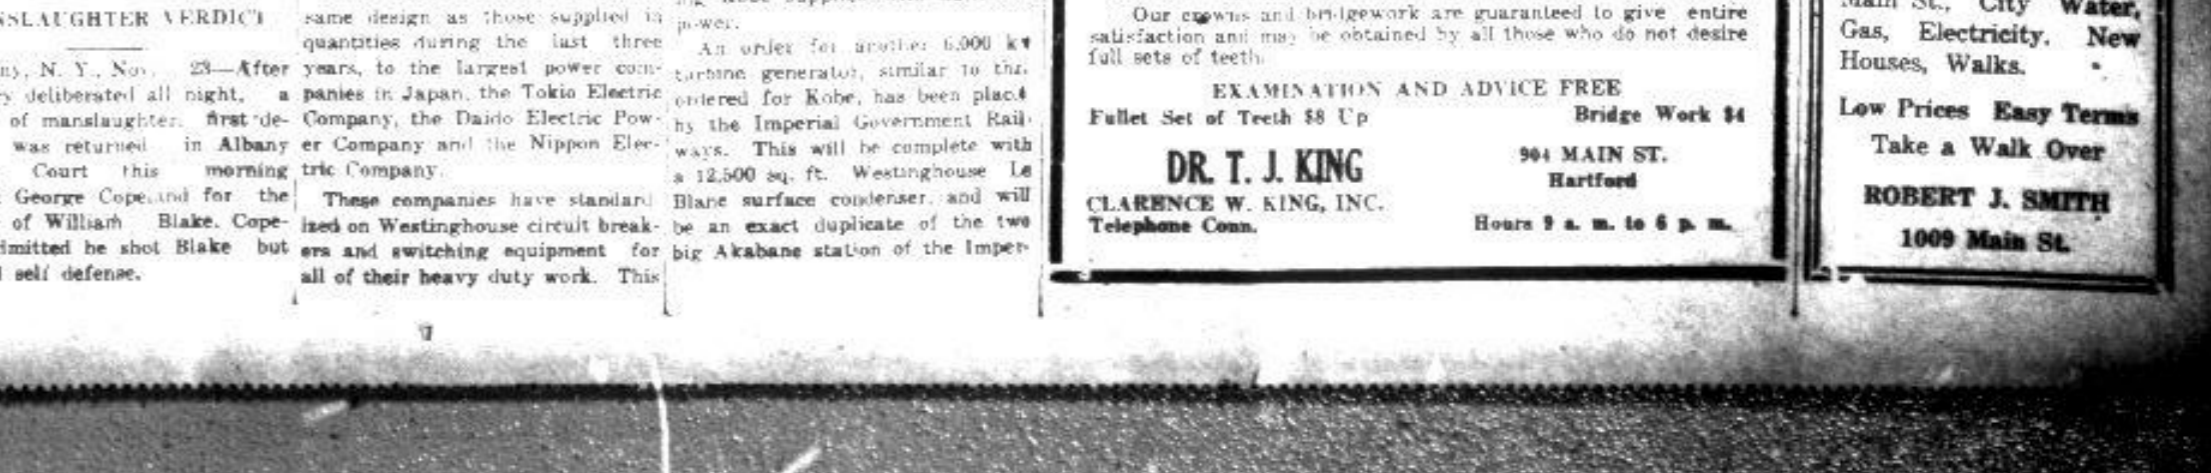 NSLAUGHTER VERDICT
ny, N. Y., Nov. 23—After
y deliberated all night, a
of manslaughter, first de-
was returned in Albany
Court this morning
George Copeland for the
of William Blake. Cope-
dmitted he shot Blake but
self defense.
same design as those supplied in
quantities during the last three
years, to the largest power com-
panies in Japan, the Tokio Electric
Company, the Daido Electric Pow-
er Company and the Nippon Elec-
tric Company.
These companies have standard
ized on Westinghouse circuit break-
ers and switching equipment for
all of their heavy duty work. This
power.
An order for another 6,000 kv
turbine generator, similar to tha
ordered for Kobe, has been placed
by the Imperial Government Rail-
ways. This will be complete with
a 12,500 sq. ft. Westinghouse Le
Blanc surface condenser, and will
be an exact duplicate of the two
big Akabane station of the Imper-
Our crowns and bridgework are guaranteed to give entire
satisfaction and may be obtained by all those who do not desire
full sets of teeth.
EXAMINATION AND ADVICE FREE
Fullet Set of Teeth $8 Up
Bridge Work $4
DR. T. J. KING
904 MAIN ST.
Hartford
CLARENCE W. KING, INC.
Telephone Conn.
Hours 9 a. m. to 6 p. m.
Main St., City Water,
Gas, Electricity, New
Houses, Walks.
Low Prices Easy Terms
Take a Walk Over
ROBERT J. SMITH
1009 Main St.